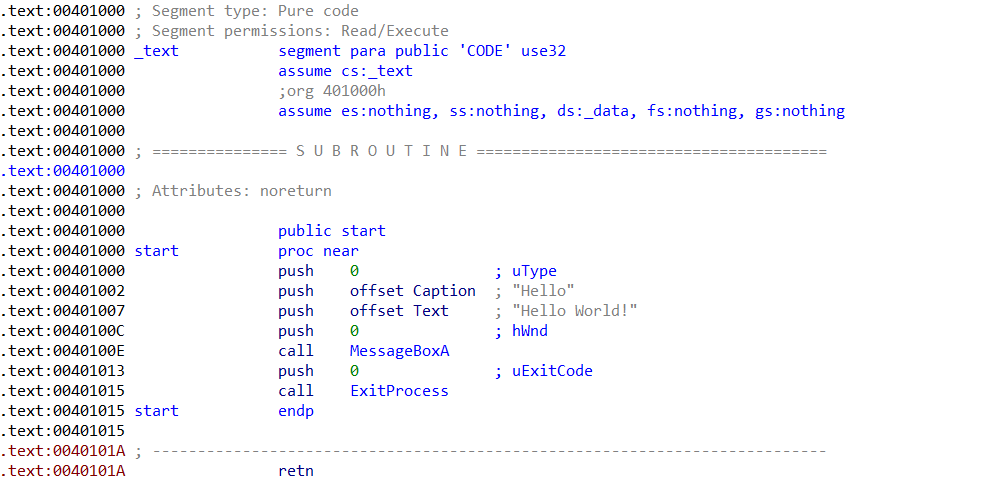 .text:00401000 ; Segment type: Pure code
.text:00401000 ; Segment permissions: Read/Execute
.text:00401000 _text           segment para public 'CODE' use32
.text:00401000                 assume cs:_text
.text:00401000                 ;org 401000h
.text:00401000                 assume es:nothing, ss:nothing, ds:_data, fs:nothing, gs:nothing
.text:00401000
.text:00401000 ; =============== S U B R O U T I N E =======================================
.text:00401000
.text:00401000 ; Attributes: noreturn
.text:00401000
.text:00401000                 public start
.text:00401000 start           proc near
.text:00401000                 push    0               ; uType
.text:00401002                 push    offset Caption  ; "Hello"
.text:00401007                 push    offset Text     ; "Hello World!"
.text:0040100C                 push    0               ; hWnd
.text:0040100E                 call    MessageBoxA
.text:00401013                 push    0               ; uExitCode
.text:00401015                 call    ExitProcess
.text:00401015 start           endp
.text:00401015
.text:0040101A ; ---------------------------------------------------------------------------
.text:0040101A                 retn